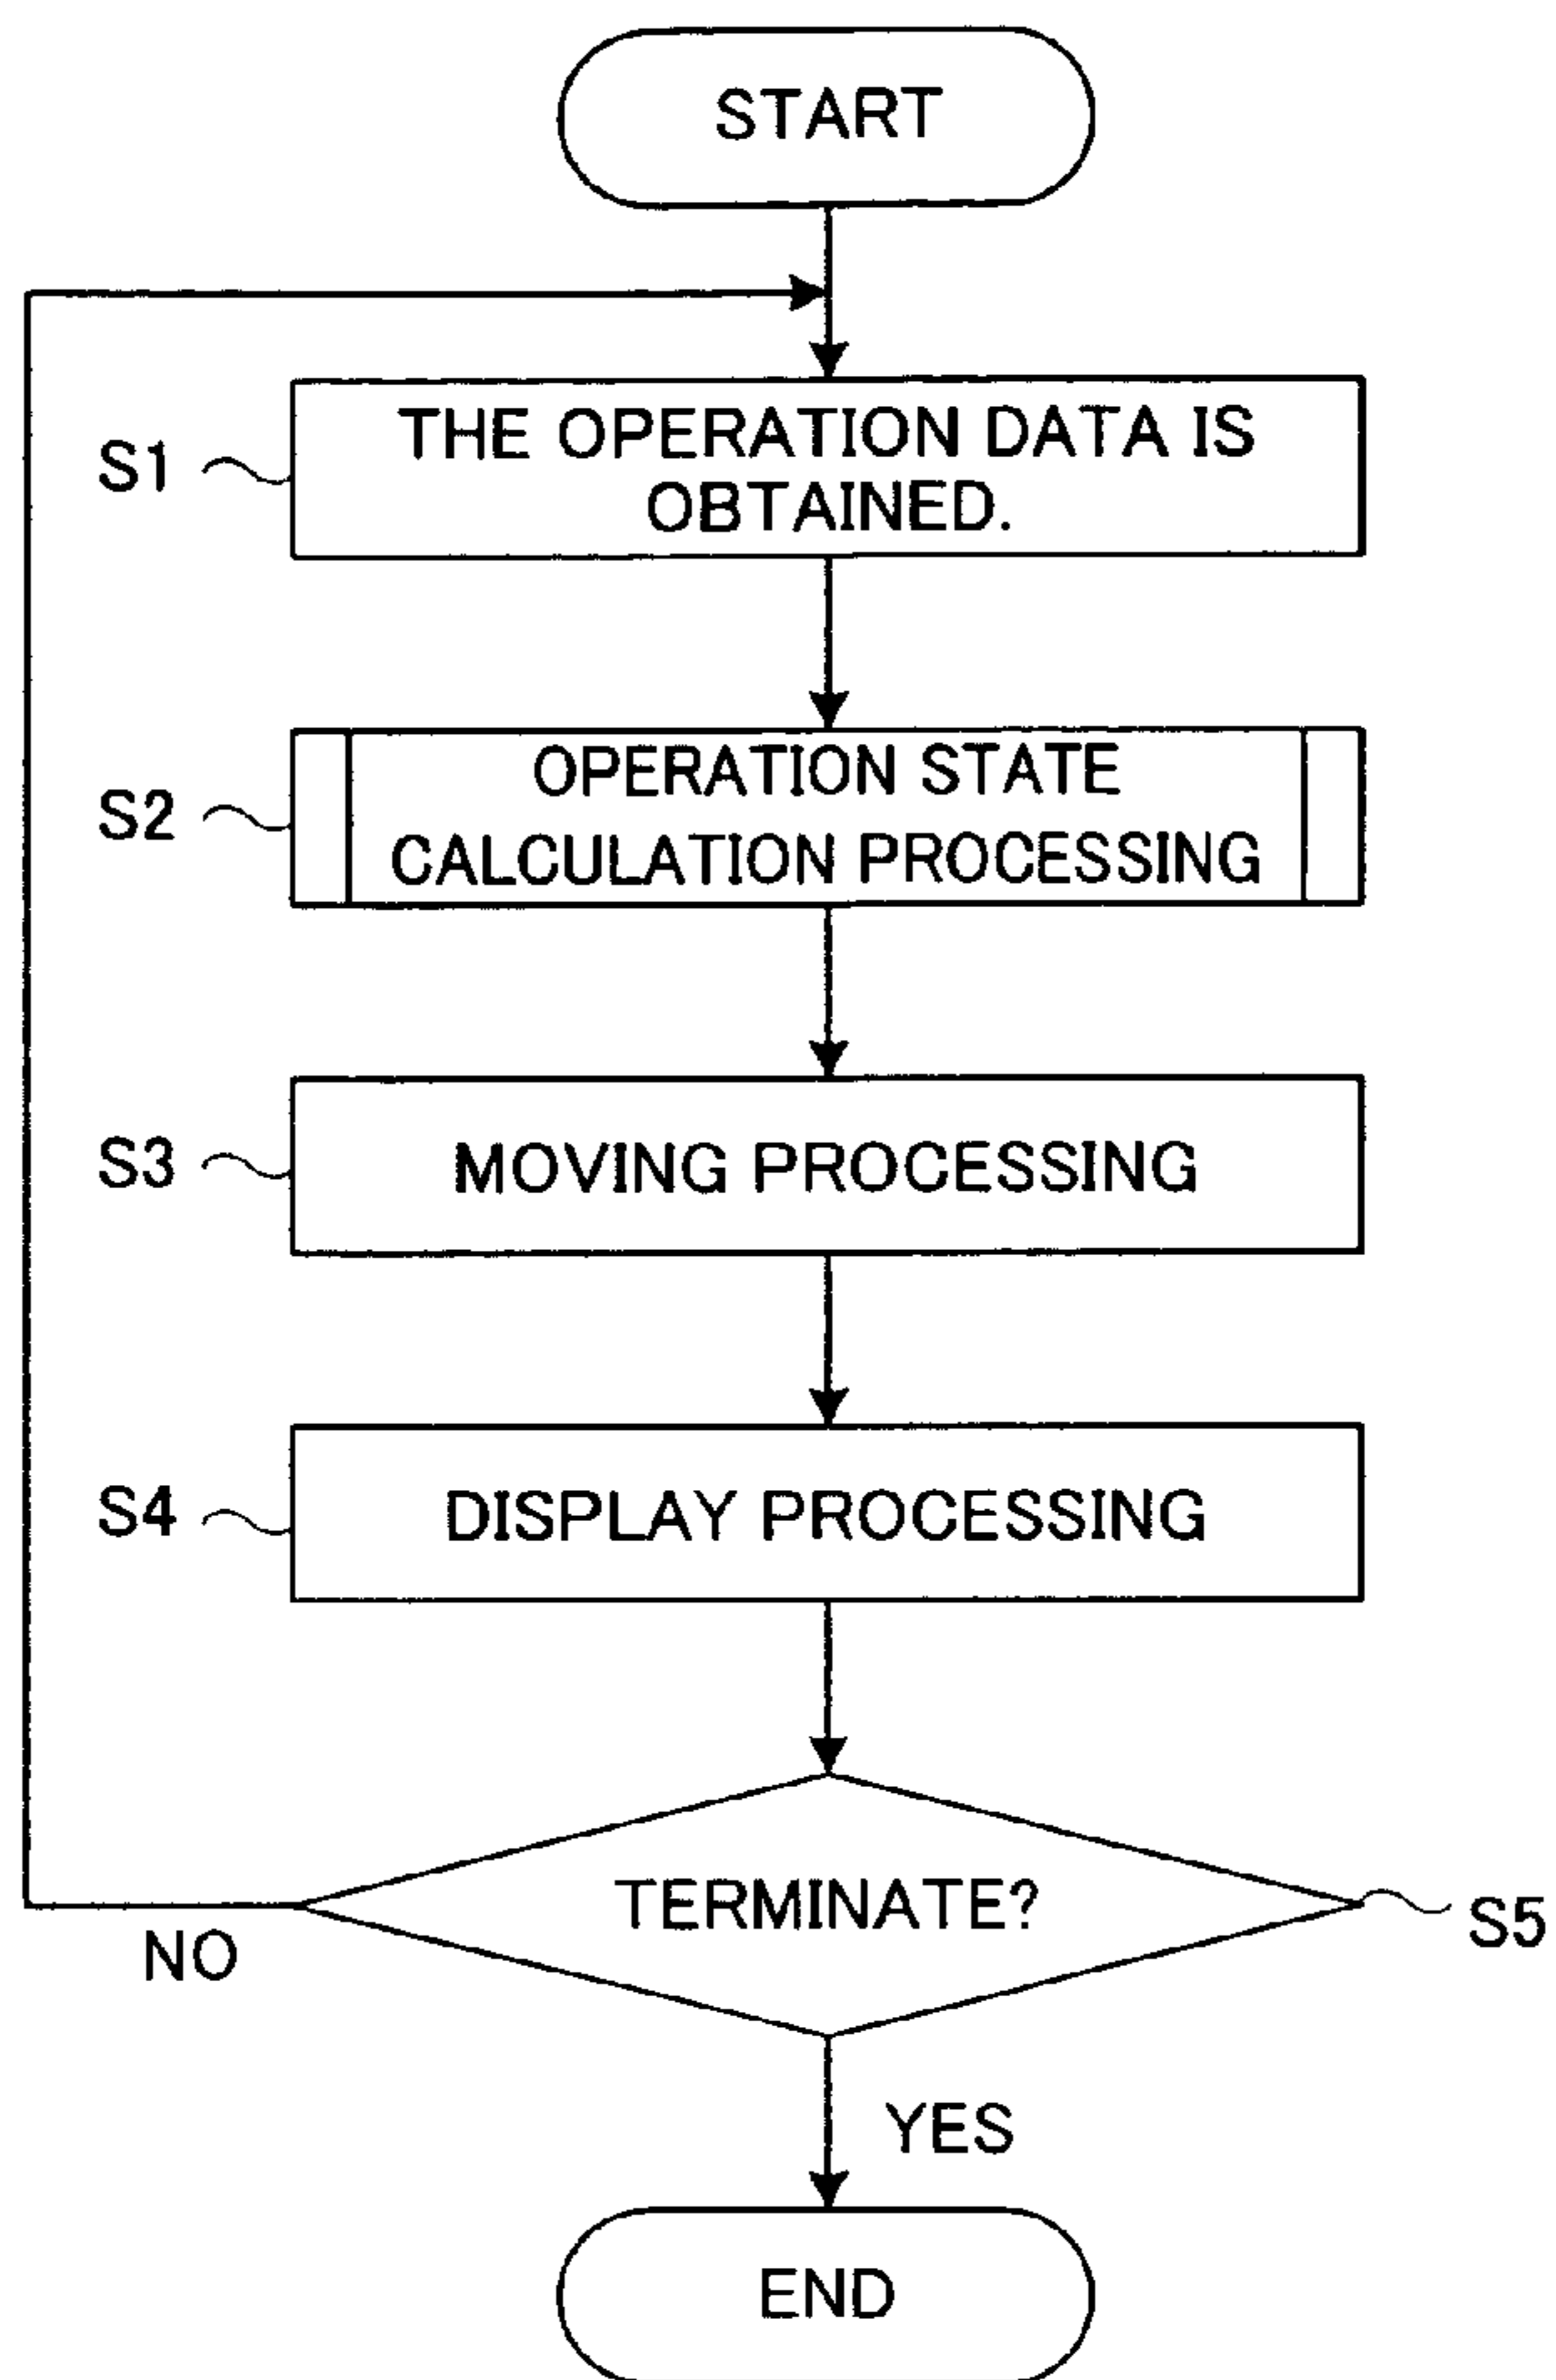 START
S1
THE OPERATION DATA IS
OBTAINED.
S2
OPERATION STATE
CALCULATION PROCESSING
S3
MOVING PROCESSING
S4
DISPLAY PROCESSING
TERMINATE?
S5
NO
YES
END